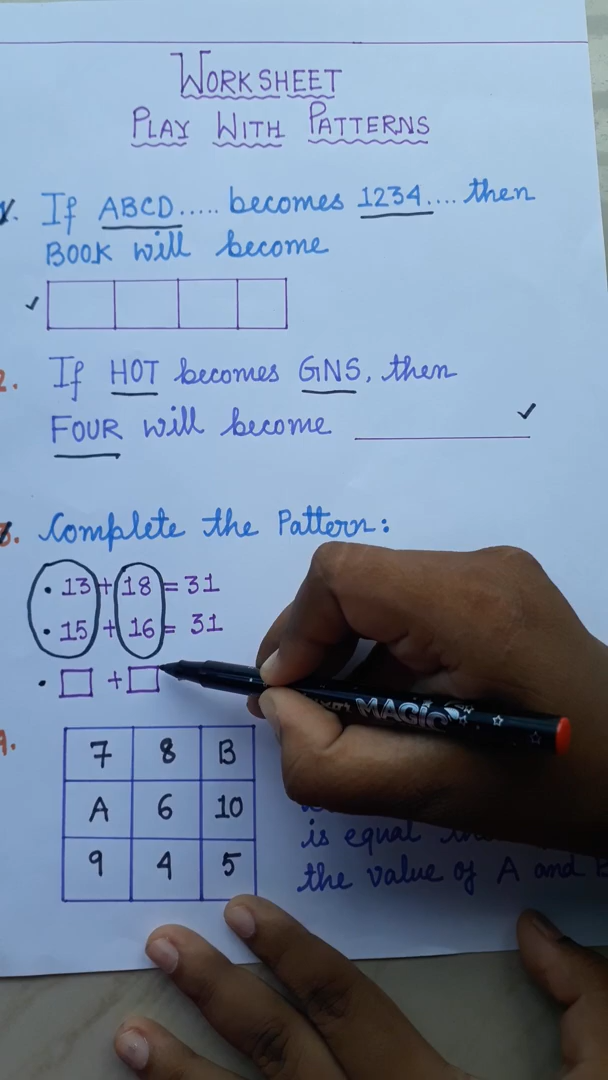 WORKSHEET
PLAY WITH PATTERNS
1. If ABCD..... becomes 1234.... then
BOOK will become
2. If HOT becomes GNS, then
FOUR will become
3. Complete the Pattern:
• 13 + 18 = 31
• 15 + 16 = 31
• □ + □
MAGIC
7 8 B
A 6 10
9 4 5
is equal
the value of A and